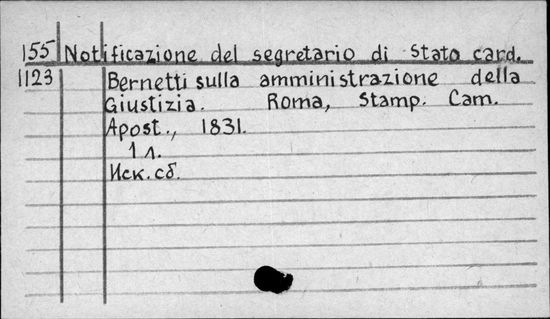 155 Notificazione del segretario di Stato card.
1123 Bernetti sulla amministrazione della
Giustizia. Roma, Stamp. Cam.
Apost., 1831.
1 л.
Иск. сб.